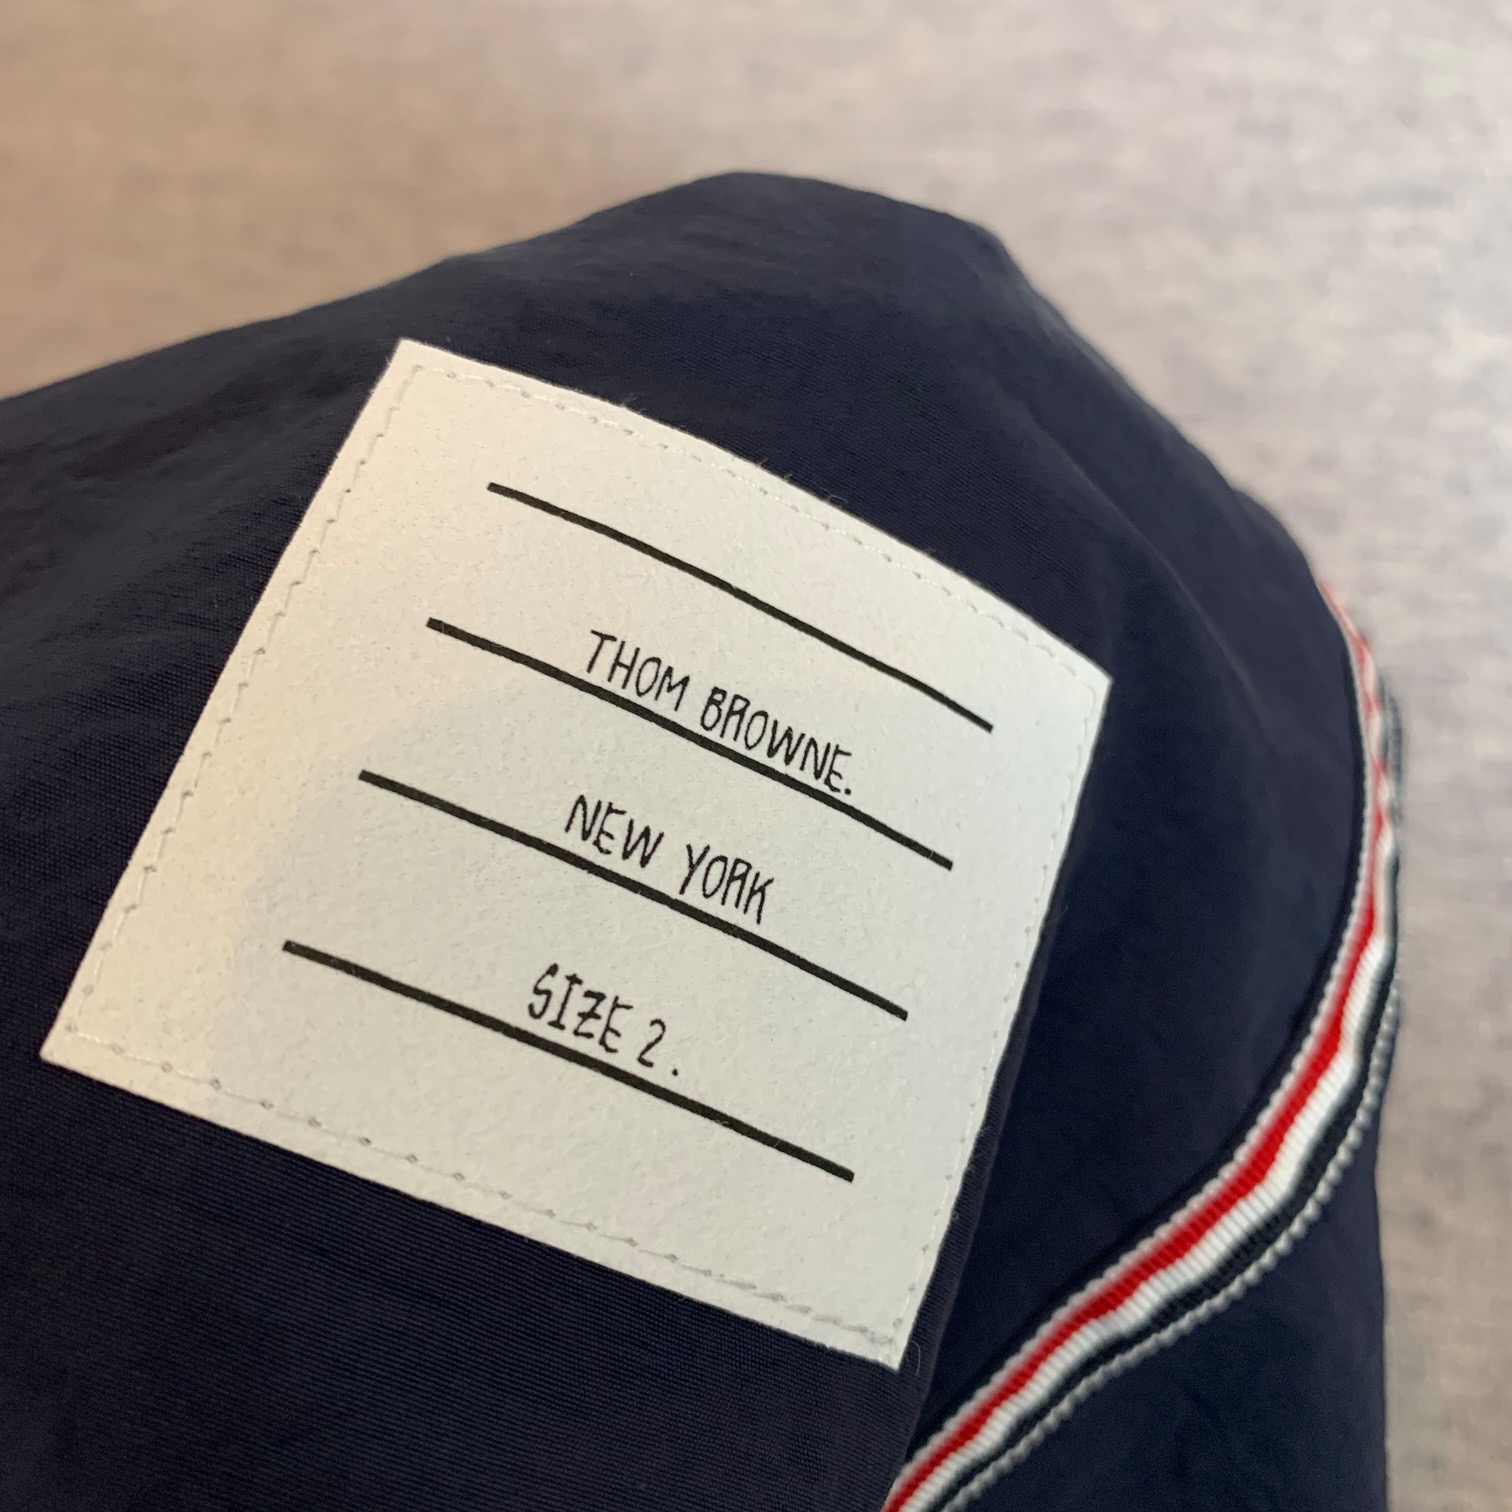 THOM BROWNE.
NEW YORK
SIZE 2.